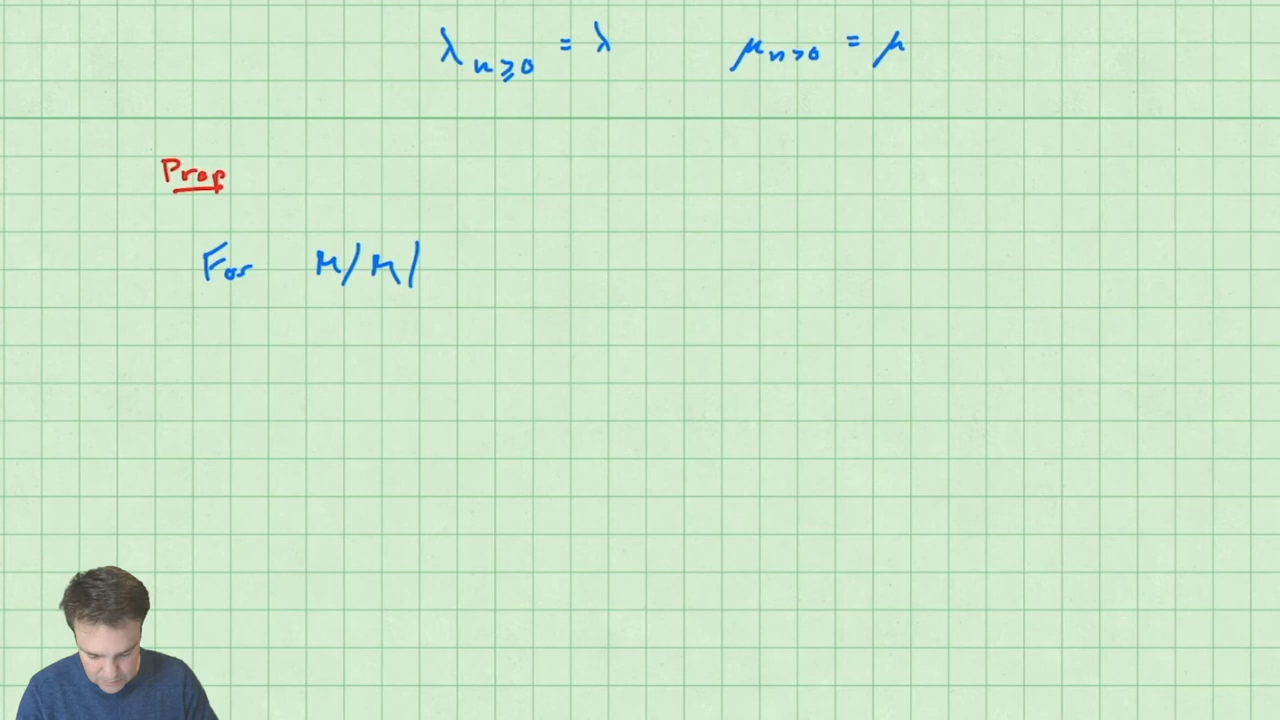 λ_{n≥0} = λ    μ_{n>0} = μ
Prop
For M/M/